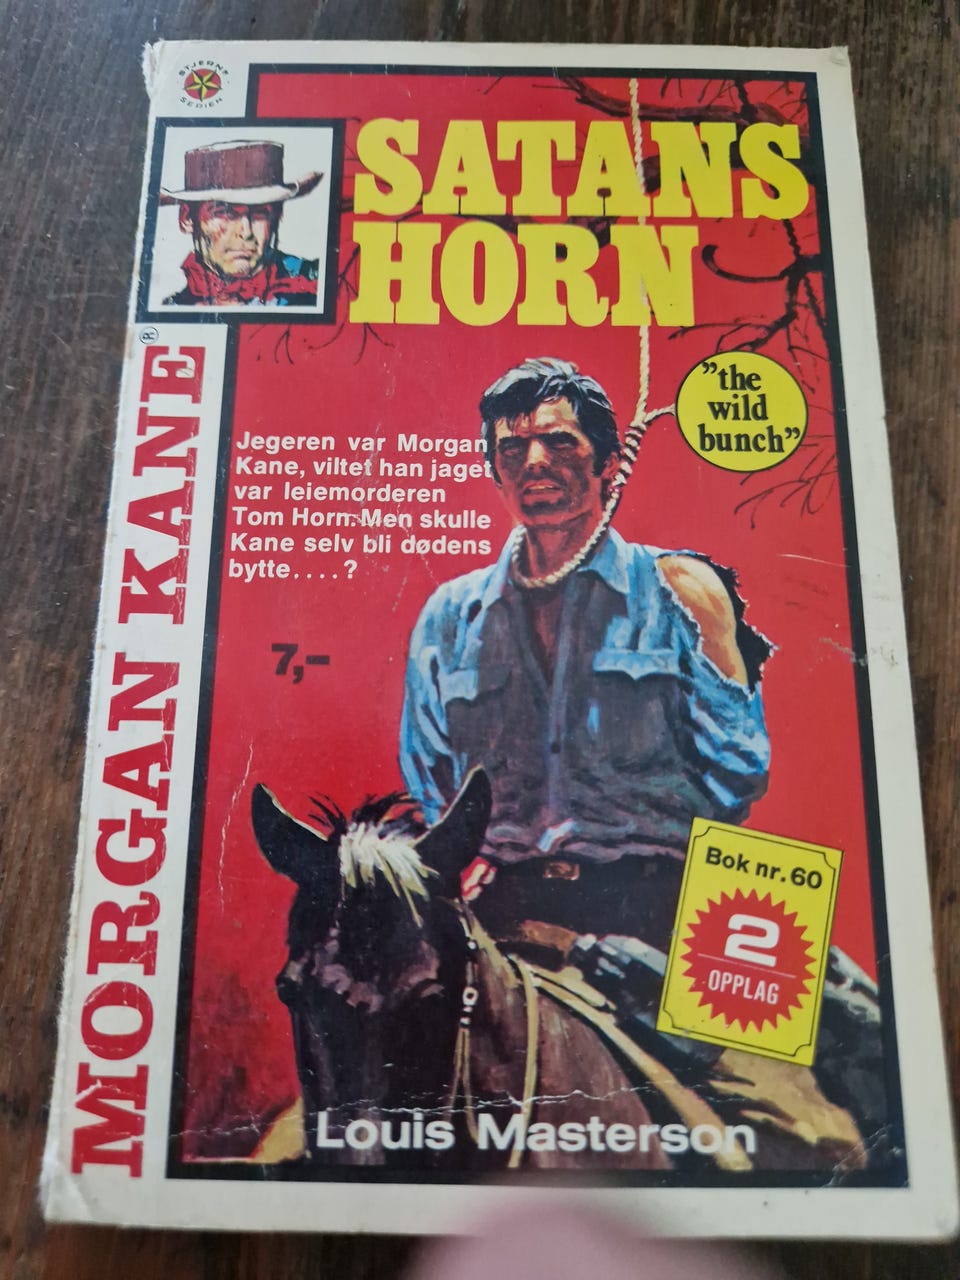 STJERNE
SERIEN
SATANS
HORN
MORGAN KANE®
"the
wild
bunch"
Jegeren var Morgan
Kane, viltet han jaget
var leiemorderen
Tom Horn. Men skulle
Kane selv bli dødens
bytte....?
7,-
Bok nr. 60
2
OPPLAG
Louis Masterson